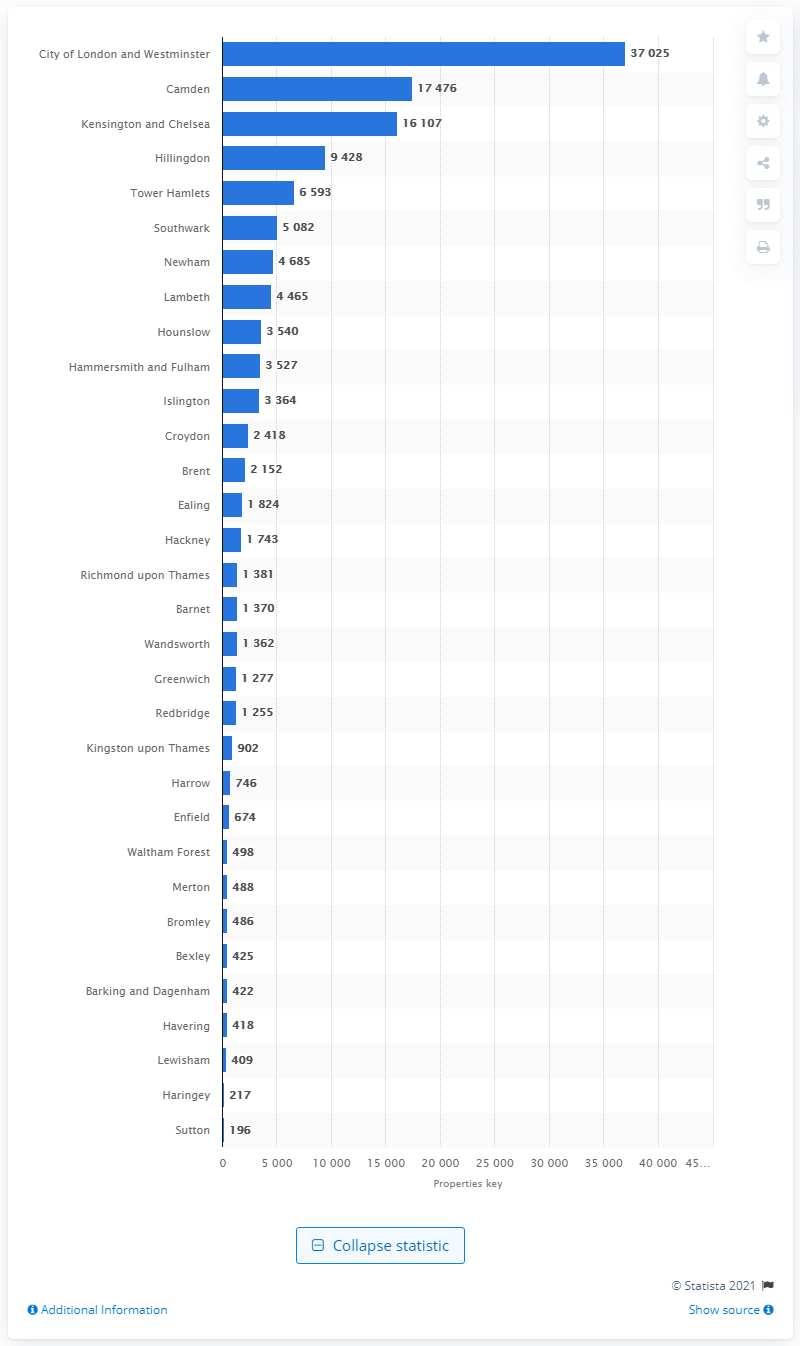 City of London and Westminster 37 025
Camden 17 476
Kensington and Chelsea 16 107
Hillingdon 9 428
Tower Hamlets 6 593
Southwark 5 082
Newham 4 685
Lambeth 4 465
Hounslow 3 540
Hammersmith and Fulham 3 527
Islington 3 364
Croydon 2 418
Brent 2 152
Ealing 1 824
Hackney 1 743
Richmond upon Thames 1 381
Barnet 1 370
Wandsworth 1 362
Greenwich 1 277
Redbridge 1 255
Kingston upon Thames 902
Harrow 746
Enfield 674
Waltham Forest 498
Merton 488
Bromley 486
Bexley 425
Barking and Dagenham 422
Havering 418
Lewisham 409
Haringey 217
Sutton 196
0 5 000 10 000 15 000 20 000 25 000 30 000 35 000 40 000 45...
Properties key
Collapse statistic
© Statista 2021
Additional Information Show source